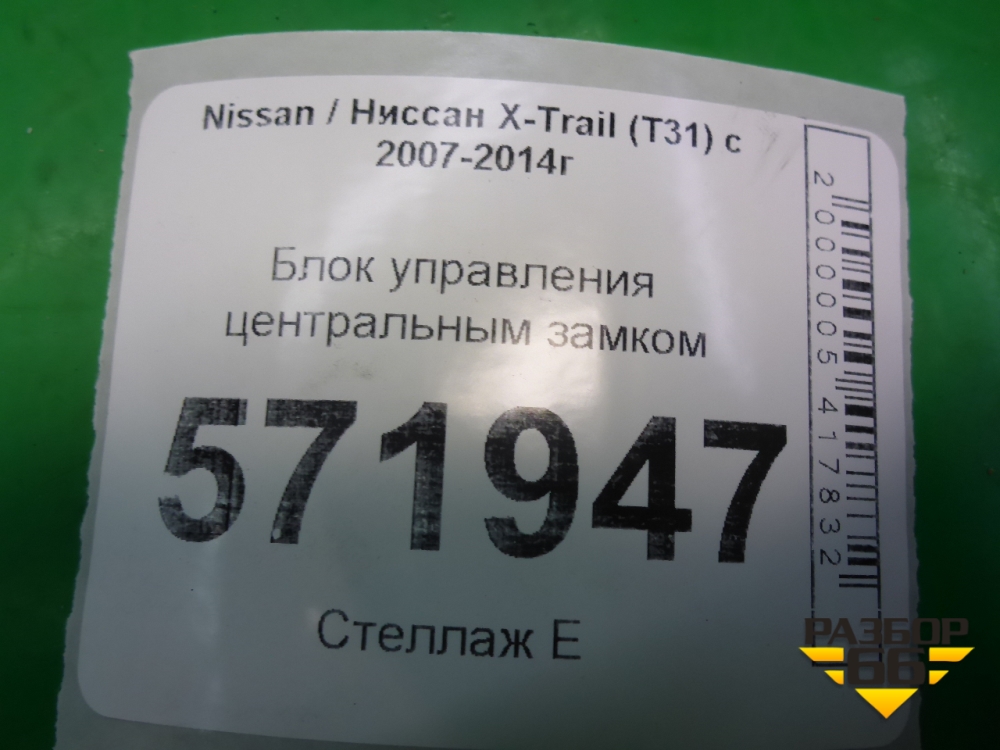 Nissan / Ниссан X-Trail (T31) с
2007-2014г
Блок управления
центральным замком
571947
Стеллаж Е
2000005417832
РАЗБОР
66